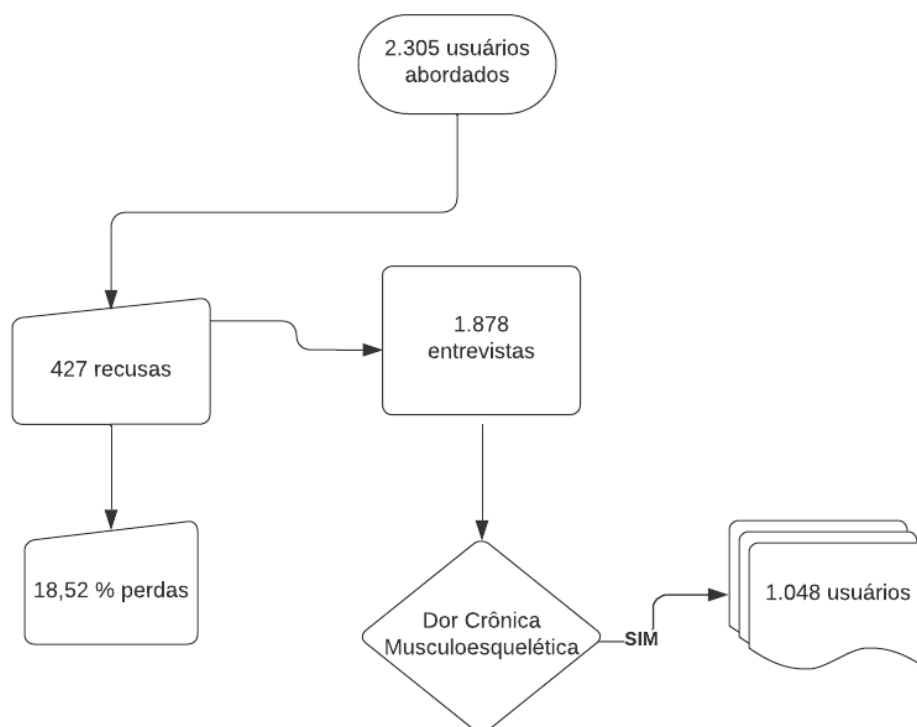 2.305 usuários
abordados
427 recusas
1.878
entrevistas
18,52 % perdas
Dor Crônica
Musculoesquelética
SIM
1.048 usuários